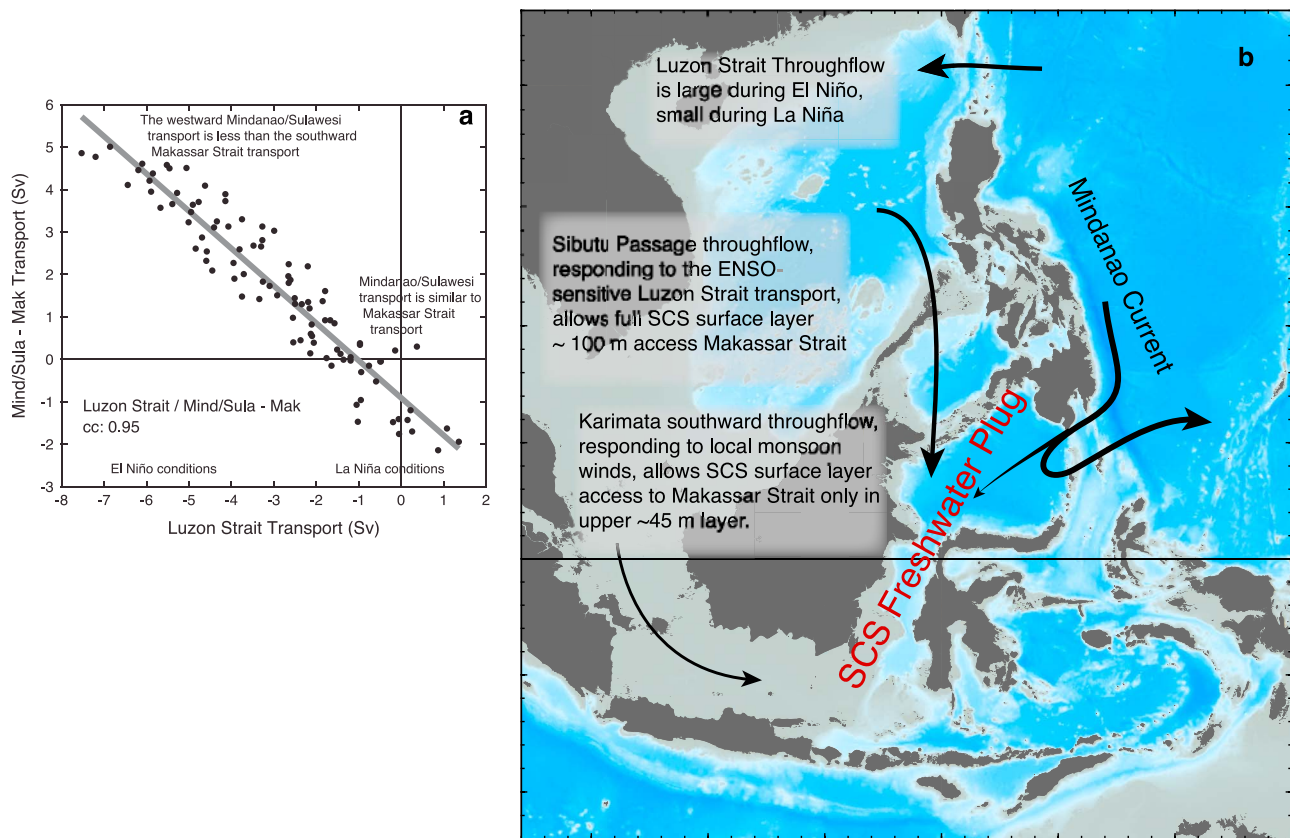 a
The westward Mindanao/Sulawesi
transport is less than the southward
Makassar Strait transport
Mindanao/Sulawesi
transport is similar to
Makassar Strait
transport
Luzon Strait / Mind/Sula - Mak
cc: 0.95
El Niño conditions
La Niña conditions
Mind/Sula - Mak Transport (Sv)
6
5
4
3
2
1
0
-1
-2
-3
-8 -7 -6 -5 -4 -3 -2 -1 0 1 2
Luzon Strait Transport (Sv)
b
Luzon Strait Throughflow
is large during El Niño,
small during La Niña
Sibutu Passage throughflow,
responding to the ENSO-
sensitive Luzon Strait transport,
allows full SCS surface layer
~ 100 m access Makassar Strait
Karimata southward throughflow,
responding to local monsoon
winds, allows SCS surface layer
access to Makassar Strait only in
upper ~45 m layer.
Mindanao Current
SCS Freshwater Plug